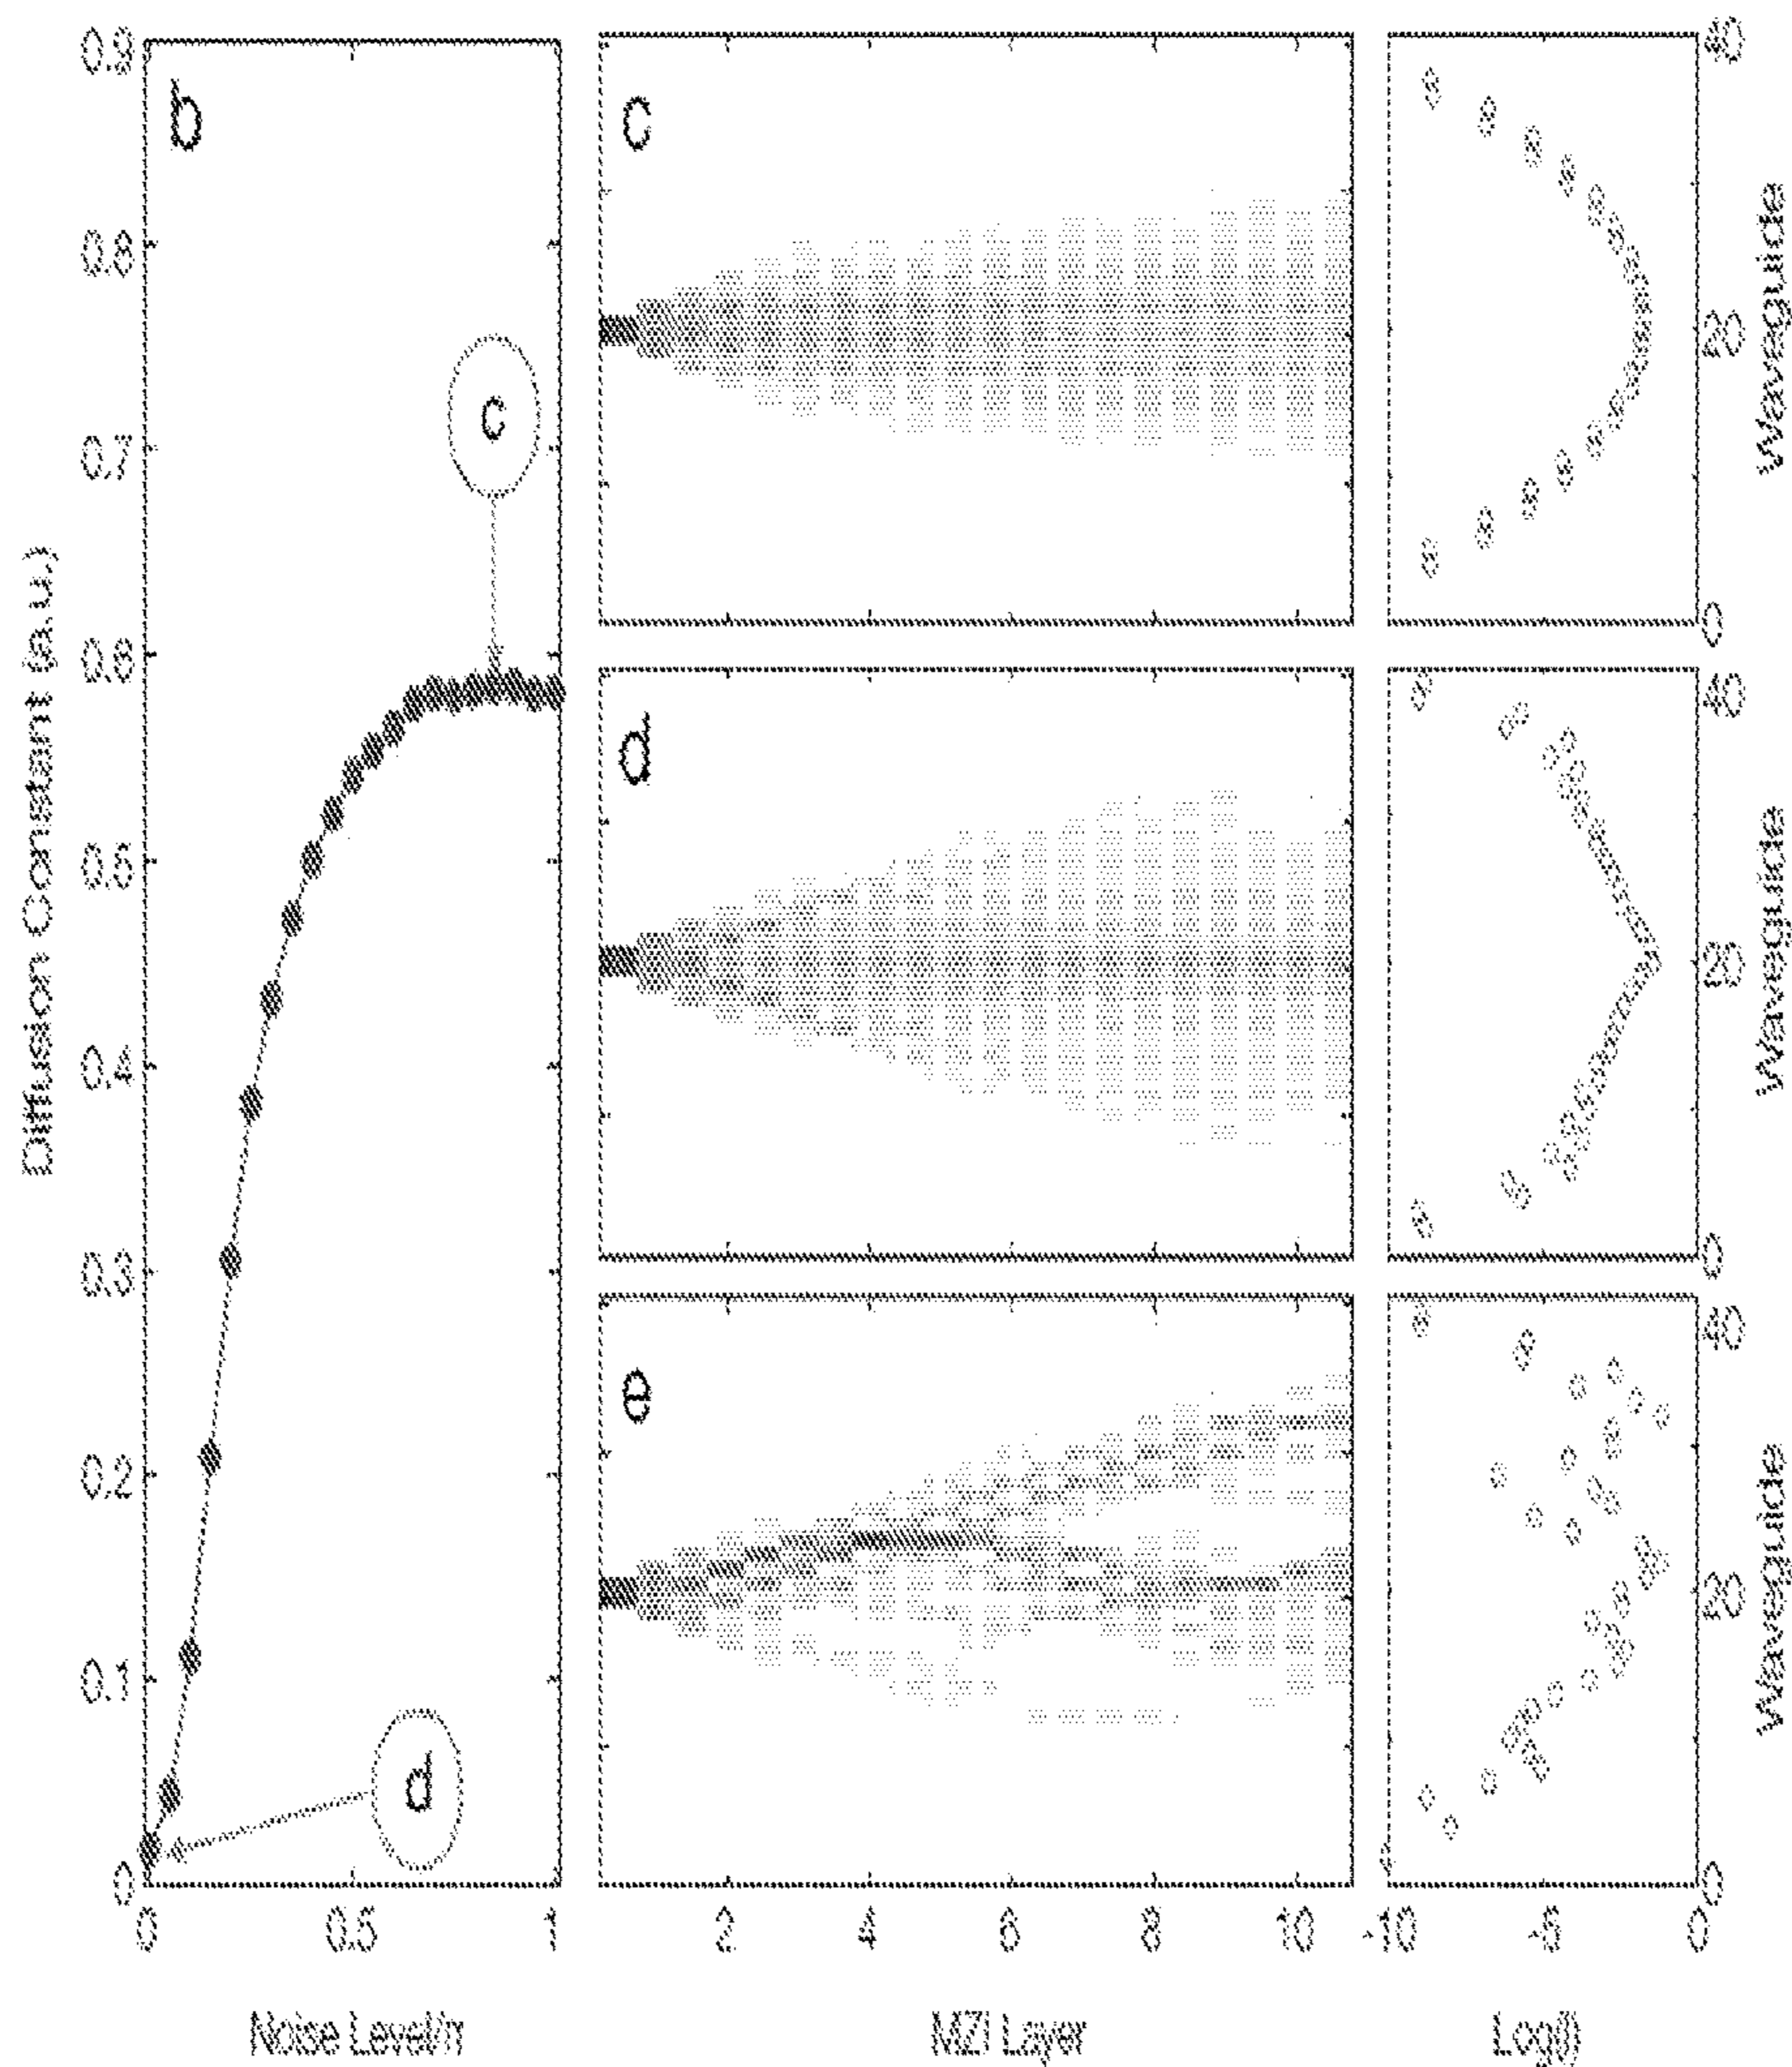 b
Diffusion Constant (a.u.)
0.9
0.8
0.7
0.6
0.5
0.4
0.3
0.2
0.1
0
c
d
0
0.5
1
Noise Level/π
c
d
e
2
4
6
8
10
MZI Layer
40
20
0
Waveguide
40
20
0
Waveguide
40
20
0
Waveguide
-10
-5
0
Log(I)